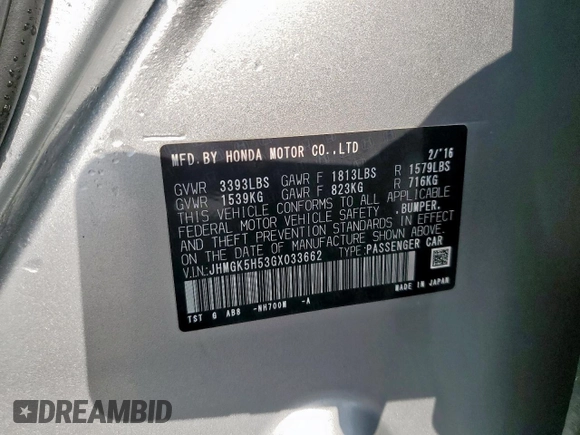 MFD.BY HONDA MOTOR CO.,LTD 2/'16
GVWR 3393LBS GAWR F 1813LBS R 1579LBS
GVWR 1539KG GAWR F 823KG R 716KG
THIS VEHICLE CONFORMS TO ALL APPLICABLE
FEDERAL MOTOR VEHICLE SAFETY ,BUMPER,
AND THEFT PREVENTION STANDARDS IN EFFECT
ON THE DATE OF MANUFACTURE SHOWN ABOVE.
V.I.N:JHMGK5H53GX033662 TYPE:PASSENGER CAR
TST G AB8 -NH700M -A MADE IN JAPAN
DREAMBID